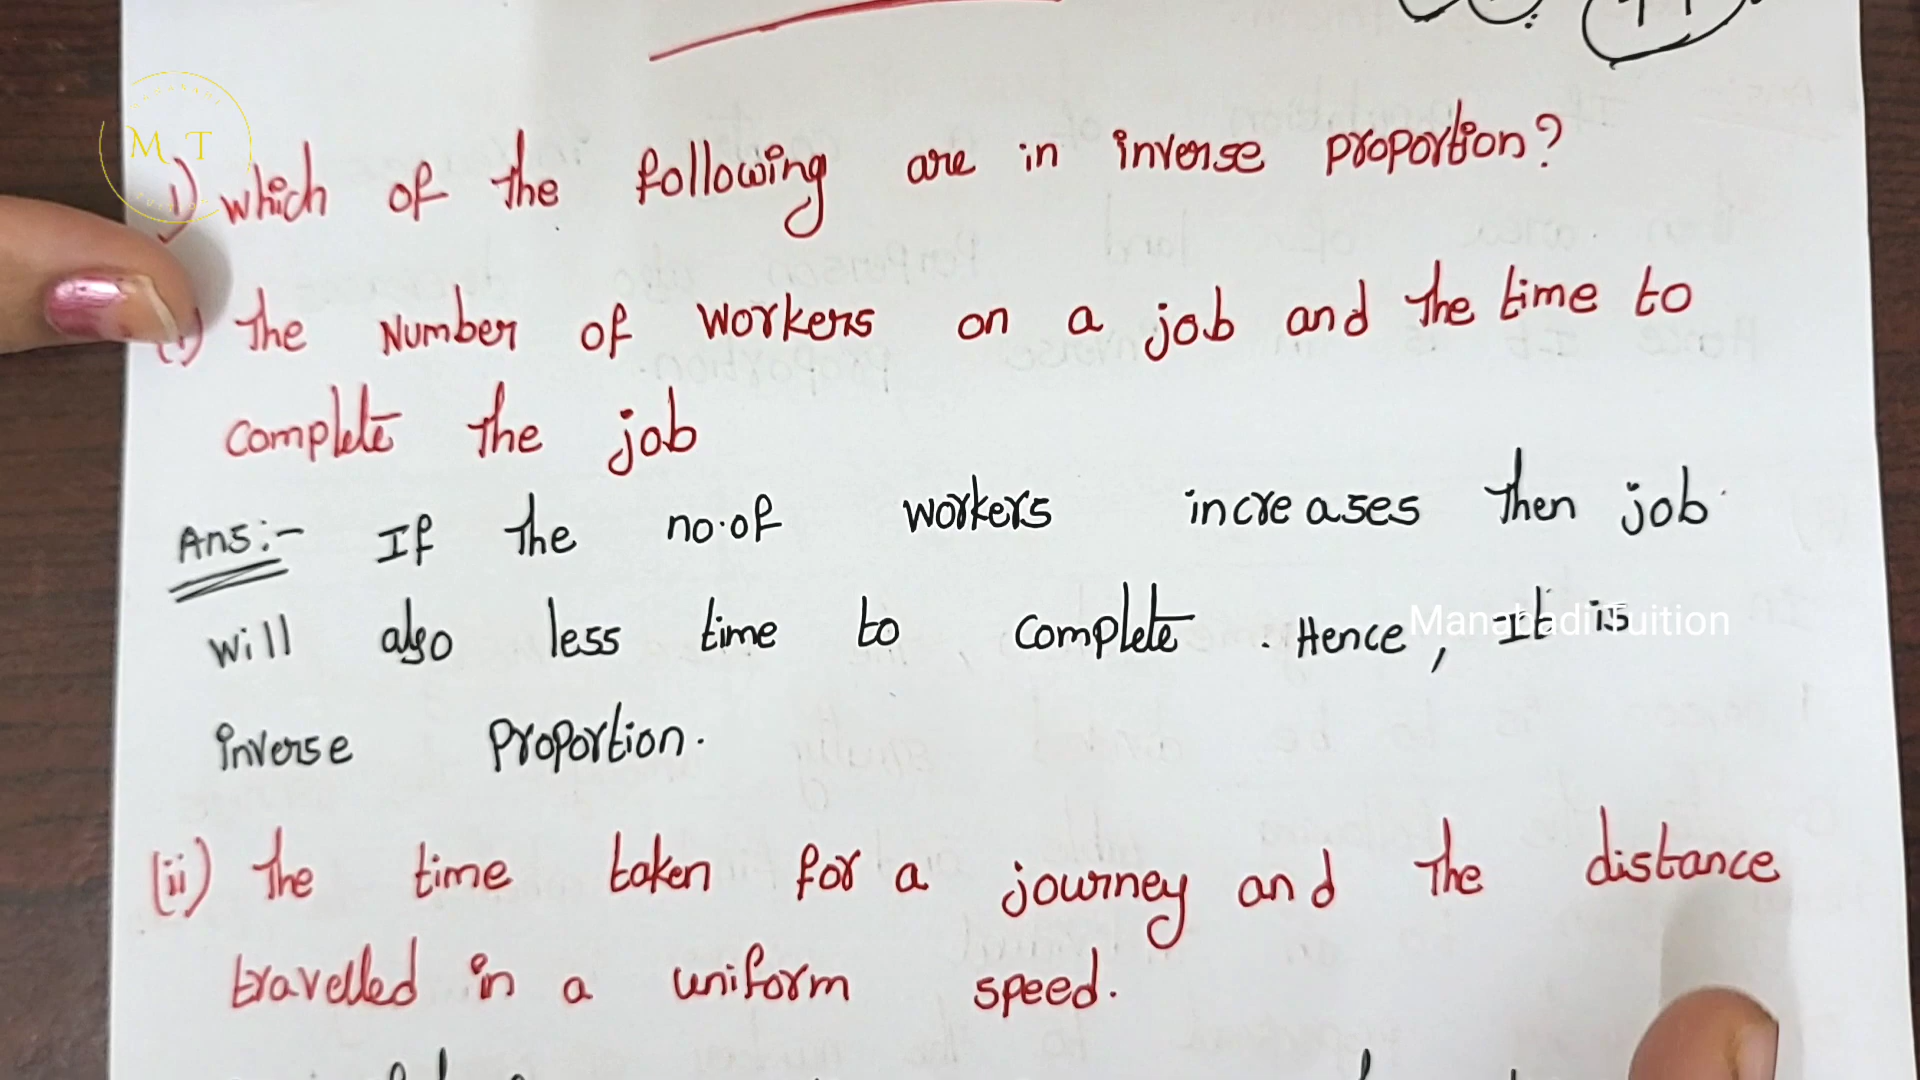 M T
1) which of the following are in inverse proportion?
(i) The Number of workers on a job and the time to
complete the job
Ans:- If the no.of workers increases then job
will also less time to complete. Hence, It is
Manabadi Tuition
inverse proportion.
(ii) The time taken for a journey and the distance
travelled in a uniform speed.